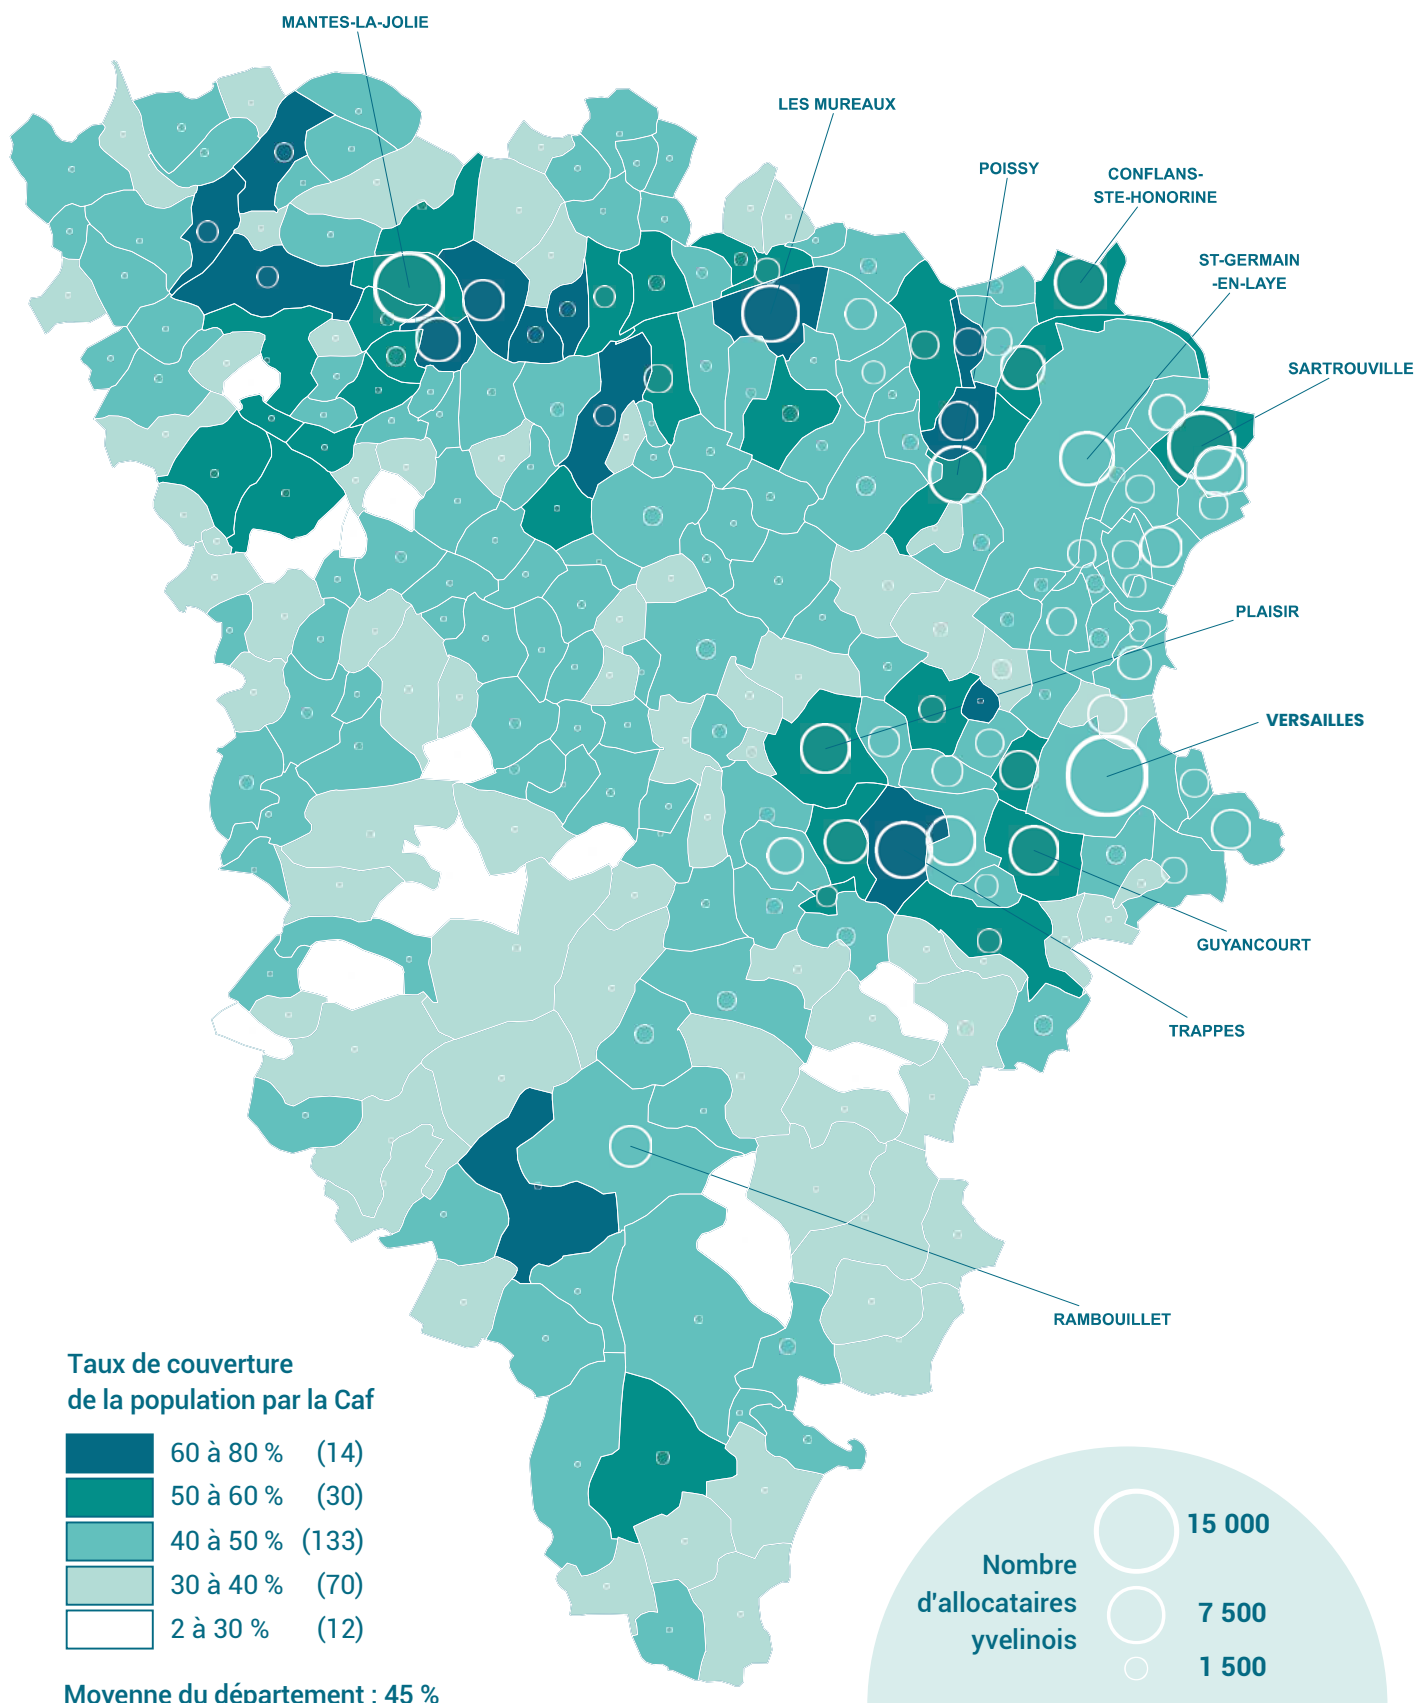 MANTES-LA-JOLIE
LES MUREAUX
POISSY
CONFLANS-
STE-HONORINE
ST-GERMAIN
-EN-LAYE
SARTROUVILLE
PLAISIR
VERSAILLES
GUYANCOURT
TRAPPES
RAMBOUILLET
Taux de couverture
de la population par la Caf
60 à 80 % (14)
50 à 60 % (30)
40 à 50 % (133)
30 à 40 % (70)
2 à 30 % (12)
Moyenne du département : 45 %
Nombre
d'allocataires
yvelinois
15 000
7 500
1 500